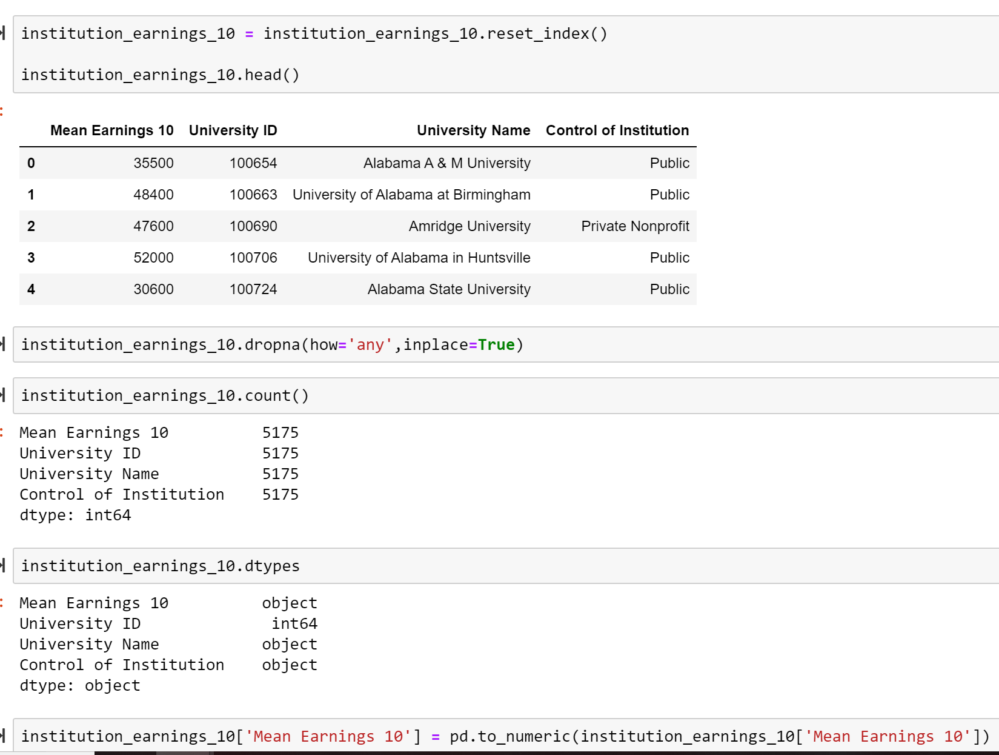 institution_earnings_10 = institution_earnings_10.reset_index()
institution_earnings_10.head()
:
Mean Earnings 10 University ID University Name Control of Institution
0 35500 100654 Alabama A & M University Public
1 48400 100663 University of Alabama at Birmingham Public
2 47600 100690 Amridge University Private Nonprofit
3 52000 100706 University of Alabama in Huntsville Public
4 30600 100724 Alabama State University Public
institution_earnings_10.dropna(how='any',inplace=True)
institution_earnings_10.count()
: Mean Earnings 10 5175
University ID 5175
University Name 5175
Control of Institution 5175
dtype: int64
institution_earnings_10.dtypes
: Mean Earnings 10 object
University ID int64
University Name object
Control of Institution object
dtype: object
institution_earnings_10['Mean Earnings 10'] = pd.to_numeric(institution_earnings_10['Mean Earnings 10'])